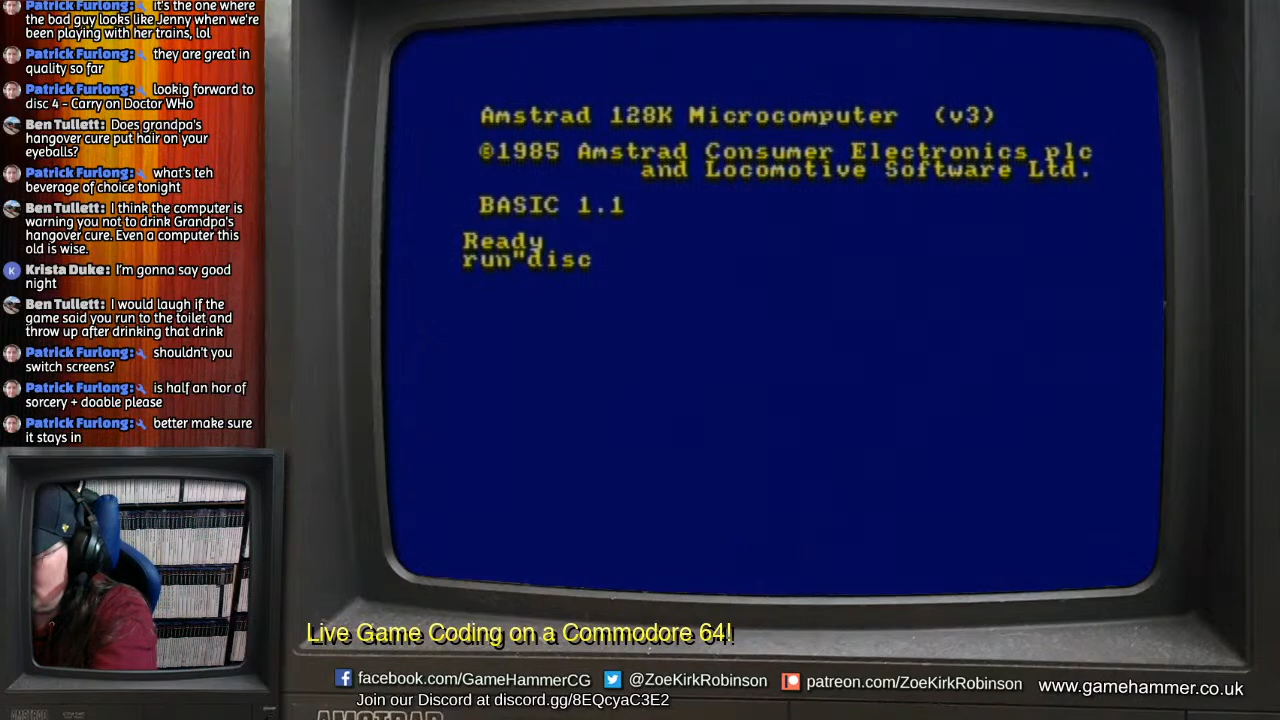 Patrick Furlong: it's the one where
the bad guy looks like Jenny when we're
been playing with her trains, lol
Patrick Furlong: they are great in
quality so far
Patrick Furlong: lookig forward to
disc 4 - Carry on Doctor WHo
Ben Tullett: Does grandpa's
hangover cure put hair on your
eyeballs?
Patrick Furlong: what's teh
beverage of choice tonight
Ben Tullett: I think the computer is
warning you not to drink Grandpa's
hangover cure. Even a computer this
old is wise.
K Krista Duke: I'm gonna say good
night
Ben Tullett: I would laugh if the
game said you run to the toilet and
throw up after drinking that drink
Patrick Furlong: shouldn't you
switch screens?
Patrick Furlong: is half an hor of
sorcery + doable please
Patrick Furlong: better make sure
it stays in
Amstrad 128K Microcomputer (v3)
©1985 Amstrad Consumer Electronics plc
and Locomotive Software Ltd.
BASIC 1.1
Ready
run"disc
Live Game Coding on a Commodore 64!
facebook.com/GameHammerCG @ZoeKirkRobinson patreon.com/ZoeKirkRobinson www.gamehammer.co.uk
Join our Discord at discord.gg/8EQcyaC3E2
AMSTRAD